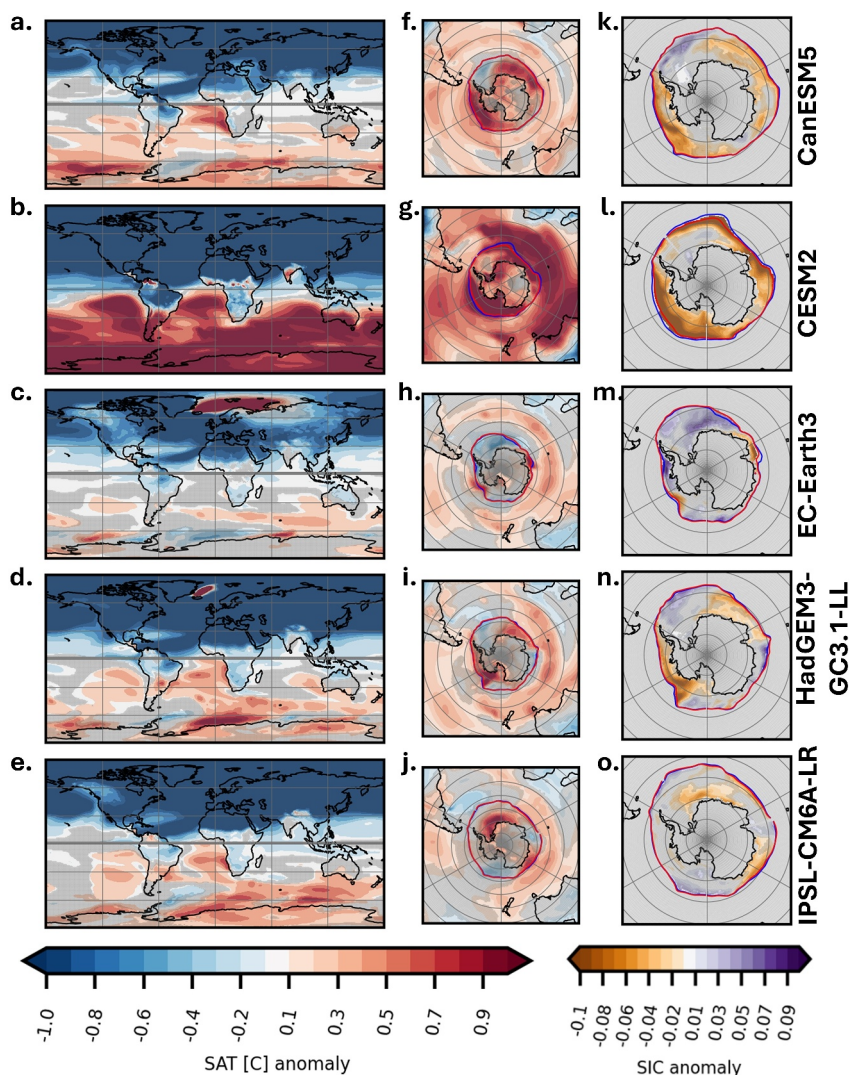 a.
f.
k.
CanESM5
b.
g.
l.
CESM2
c.
h.
m.
EC-Earth3
d.
i.
n.
HadGEM3-
GC3.1-LL
e.
j.
o.
IPSL-CM6A-LR
-1.0 -0.8 -0.6 -0.4 -0.2 0.1 0.3 0.5 0.7 0.9
SAT [C] anomaly
-0.1 -0.08 -0.06 -0.04 -0.02 0.01 0.03 0.05 0.07 0.09
SIC anomaly